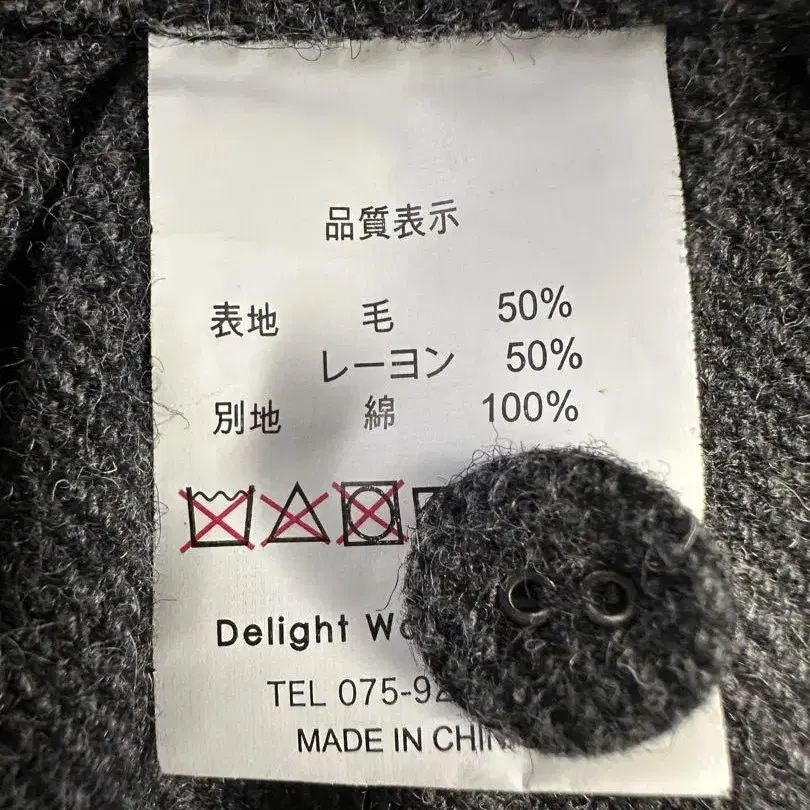 品質表示
表地 毛 50%
レーヨン 50%
別地 綿 100%
Delight
TEL 075-92
MADE IN